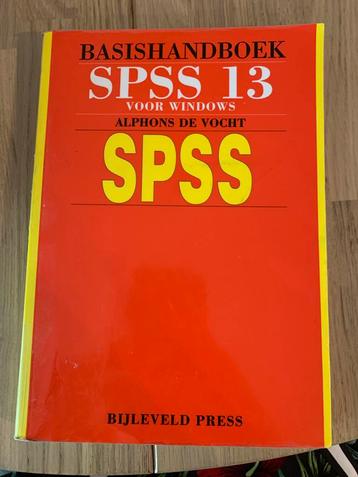 BASISHANDBOEK
SPSS 13
VOOR WINDOWS
ALPHONS DE VOCHT
SPSS
BIJLEVELD PRESS